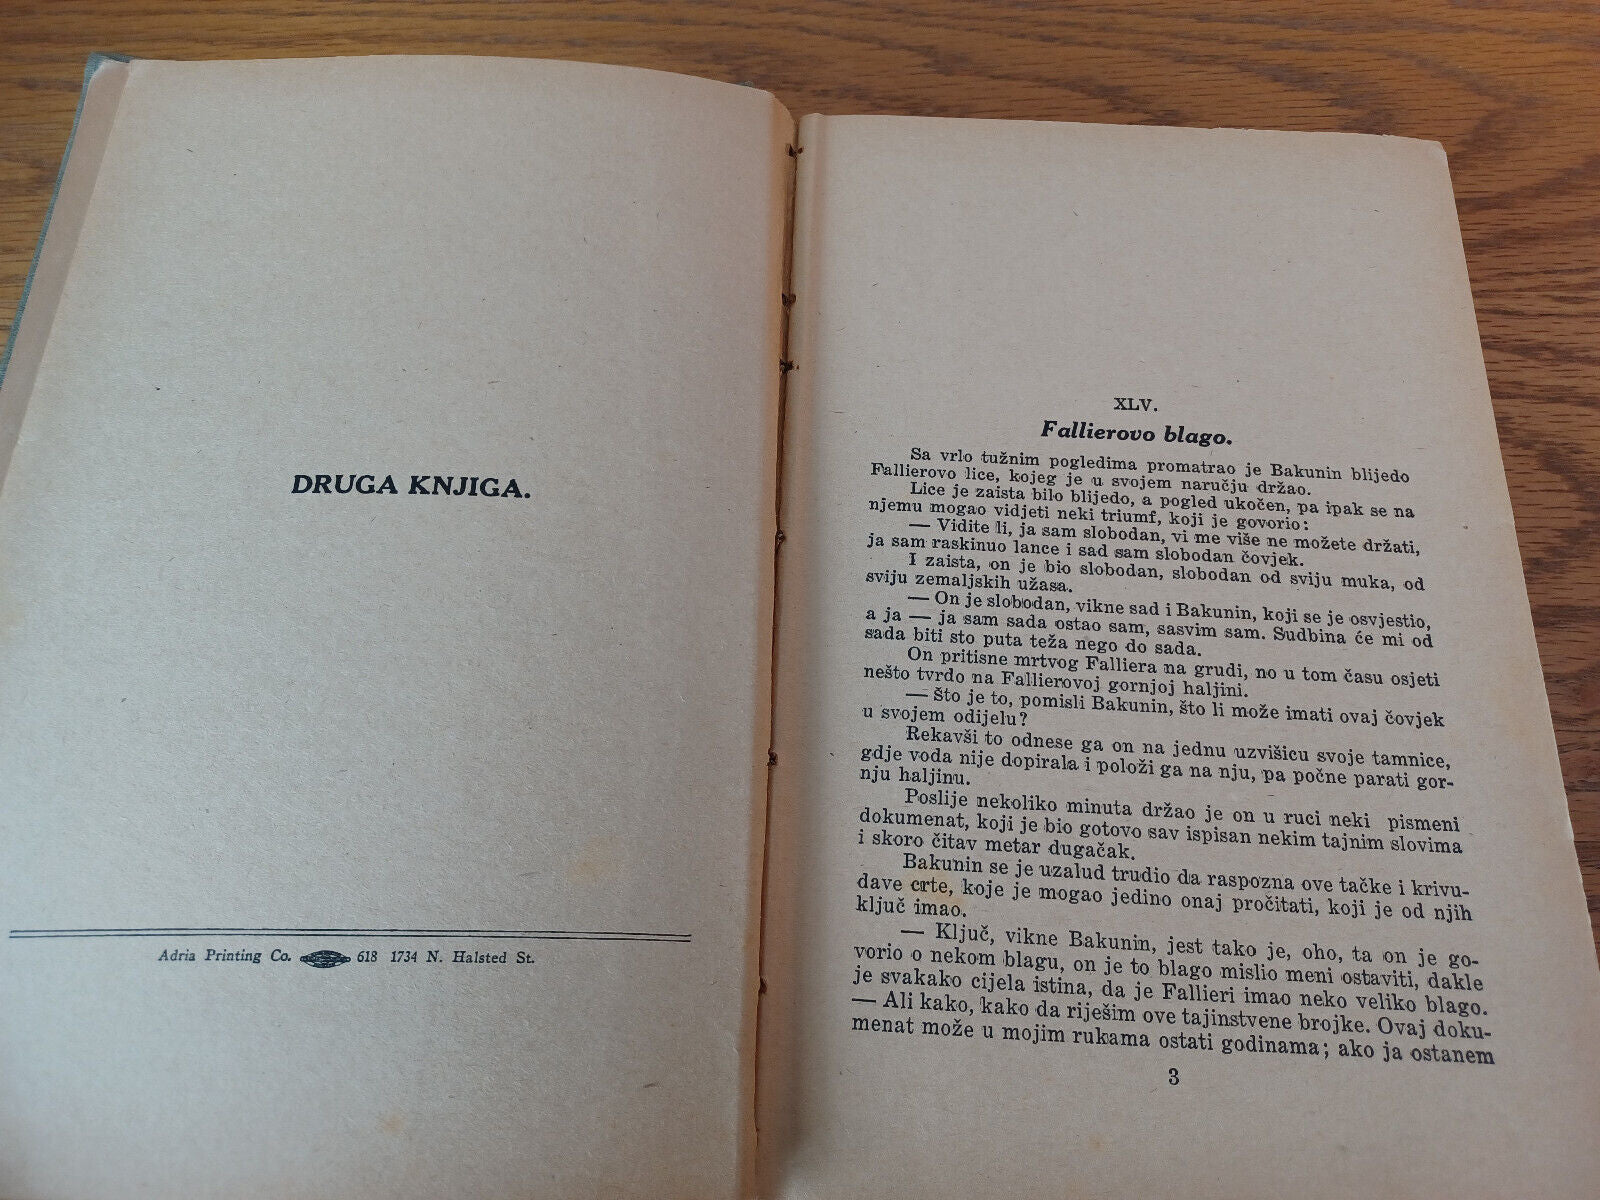 DRUGA KNJIGA.
Adria Printing Co. 618 1734 N. Halsted St.
XLV.
Fallierovo blago.
Sa vrlo tužnim pogledima promatrao je Bakunin blijedo
Fallierovo lice, kojeg je u svojem naručju držao.
Lice je zaista bilo blijedo, a pogled ukočen, pa ipak se na
njemu mogao vidjeti neki triumf, koji je govorio:
— Vidite li, ja sam slobodan, vi me više ne možete držati,
ja sam raskinuo lance i sad sam slobodan čovjek.
I zaista, on je bio slobodan, slobodan od sviju muka, od
sviju zemaljskih užasa.
— On je slobodan, vikne sad i Bakunin, koji se je osvjestio,
a ja — ja sam sada ostao sam, sasvim sam. Sudbina će mi od
sada biti sto puta teža nego do sada.
On pritisne mrtvog Falliera na grudi, no u tom času osjeti
nešto tvrdo na Fallierovoj gornjoj haljini.
— Što je to, pomisli Bakunin, što li može imati ovaj čovjek
u svojem odijelu?
Rekavši to odnese ga on na jednu uzvišicu svoje tamnice,
gdje voda nije dopirala i položi ga na nju, pa počne parati gor-
nju haljinu.
Poslije nekoliko minuta držao je on u ruci neki pismeni
dokumenat, koji je bio gotovo sav ispisan nekim tajnim slovima
i skoro čitav metar dugačak.
Bakunin se je uzalud trudio da raspozna ove tačke i krivu-
dave crte, koje je mogao jedino onaj pročitati, koji je od njih
ključ imao.
— Ključ, vikne Bakunin, jest tako je, oho, ta on je go-
vorio o nekom blagu, on je to blago mislio meni ostaviti, dakle
je svakako cijela istina, da je Fallieri imao neko veliko blago.
— Ali kako, kako da riješim ove tajinstvene brojke. Ovaj doku-
menat može u mojim rukama ostati godinama; ako ja ostanem
3